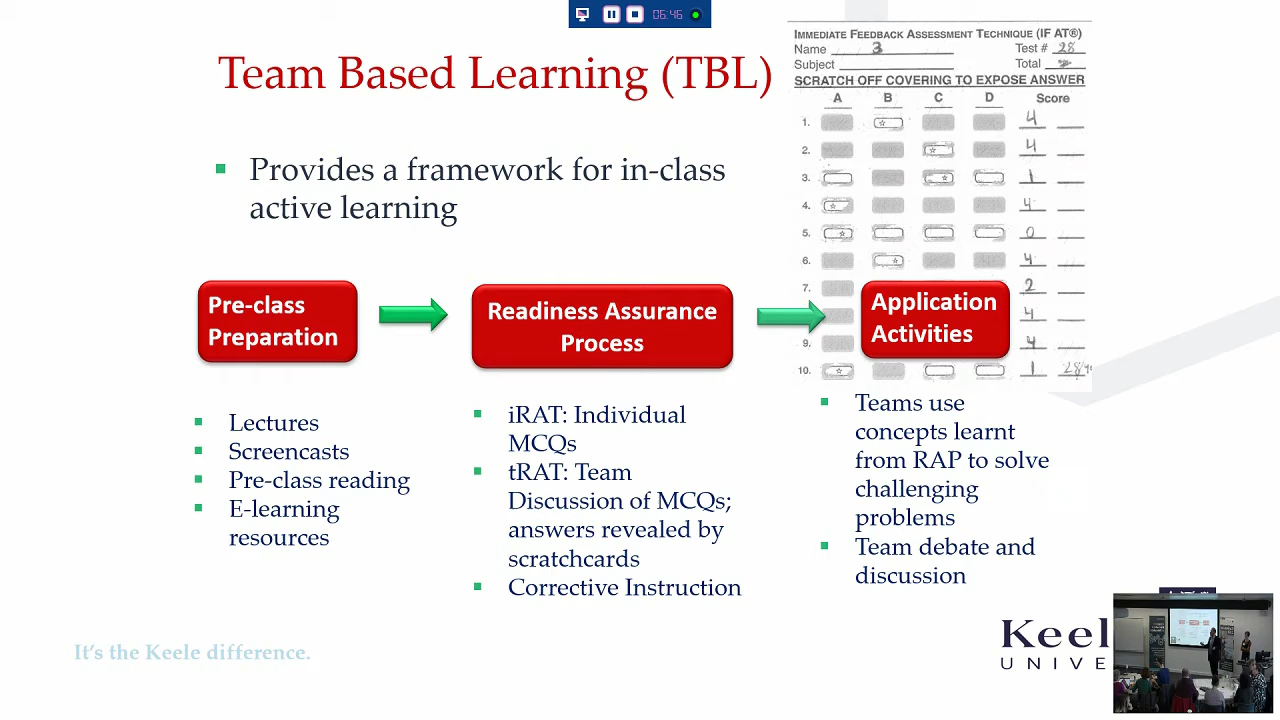 06:46
IMMEDIATE FEEDBACK ASSESSMENT TECHNIQUE (IF AT®)
Name 3 Test # 28
Subject Total
SCRATCH OFF COVERING TO EXPOSE ANSWER
A B C D Score
1. 4
2. 4
3. 1
4. 4
5. 0
6. 4
7. 2
4
9. 4
10. 1
Team Based Learning (TBL)
▪ Provides a framework for in-class
active learning
Pre-class
Preparation
Readiness Assurance
Process
Application
Activities
▪ Lectures
▪ Screencasts
▪ Pre-class reading
▪ E-learning
resources
▪ iRAT: Individual
MCQs
▪ tRAT: Team
Discussion of MCQs;
answers revealed by
scratchcards
▪ Corrective Instruction
▪ Teams use
concepts learnt
from RAP to solve
challenging
problems
▪ Team debate and
discussion
It's the Keele difference.
Keel
UNIVE